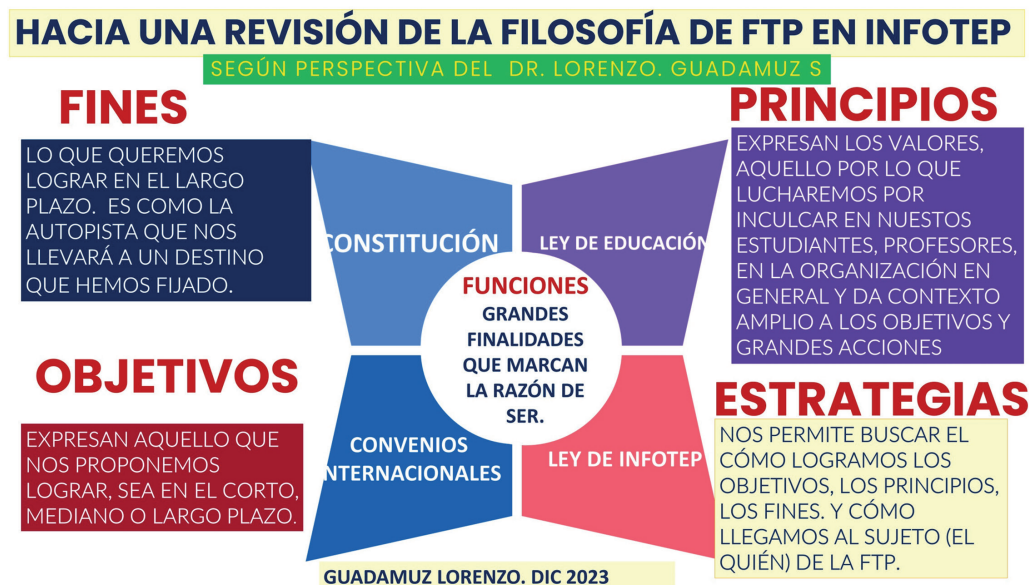 HACIA UNA REVISIÓN DE LA FILOSOFÍA DE FTP EN INFOTEP
SEGÚN PERSPECTIVA DEL DR. LORENZO. GUADAMUZ S
FINES
LO QUE QUEREMOS
LOGRAR EN EL LARGO
PLAZO. ES COMO LA
AUTOPISTA QUE NOS
LLEVARÁ A UN DESTINO
QUE HEMOS FIJADO.
PRINCIPIOS
EXPRESAN LOS VALORES,
AQUELLO POR LO QUE
LUCHAREMOS POR
INCULCAR EN NUESTOS
ESTUDIANTES, PROFESORES,
EN LA ORGANIZACIÓN EN
GENERAL Y DA CONTEXTO
AMPLIO A LOS OBJETIVOS Y
GRANDES ACCIONES
CONSTITUCIÓN
LEY DE EDUCACIÓN
FUNCIONES
GRANDES
FINALIDADES
QUE MARCAN
LA RAZÓN DE
SER.
CONVENIOS
INTERNACIONALES
LEY DE INFOTEP
OBJETIVOS
EXPRESAN AQUELLO QUE
NOS PROPONEMOS
LOGRAR, SEA EN EL CORTO,
MEDIANO O LARGO PLAZO.
ESTRATEGIAS
NOS PERMITE BUSCAR EL
CÓMO LOGRAMOS LOS
OBJETIVOS, LOS PRINCIPIOS,
LOS FINES. Y CÓMO
LLEGAMOS AL SUJETO (EL
QUIÉN) DE LA FTP.
GUADAMUZ LORENZO. DIC 2023